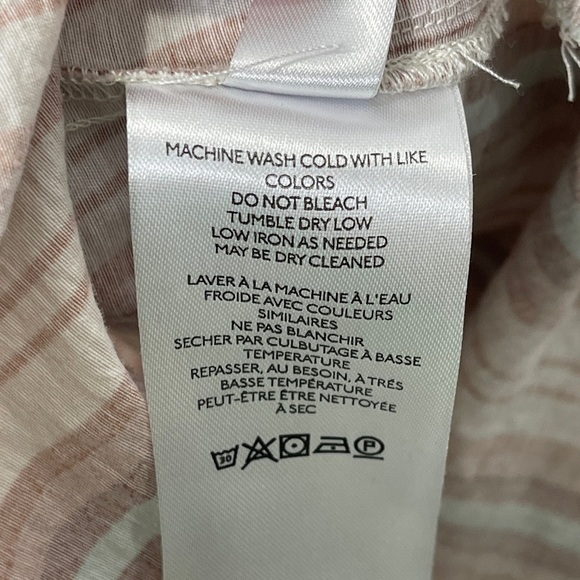 MACHINE WASH COLD WITH LIKE
COLORS
DO NOT BLEACH
TUMBLE DRY LOW
LOW IRON AS NEEDED
MAY BE DRY CLEANED
LAVER À LA MACHINE À L'EAU
FROIDE AVEC COULEURS
SIMILAIRES
NE PAS BLANCHIR
SECHER PAR CULBUTAGE À BASSE
TEMPERATURE
REPASSER, AU BESOIN, À TRÉS
BASSE TEMPÉRATURE
PEUT-ÊTRE ÊTRE NETTOYÉE
À SEC
30 P